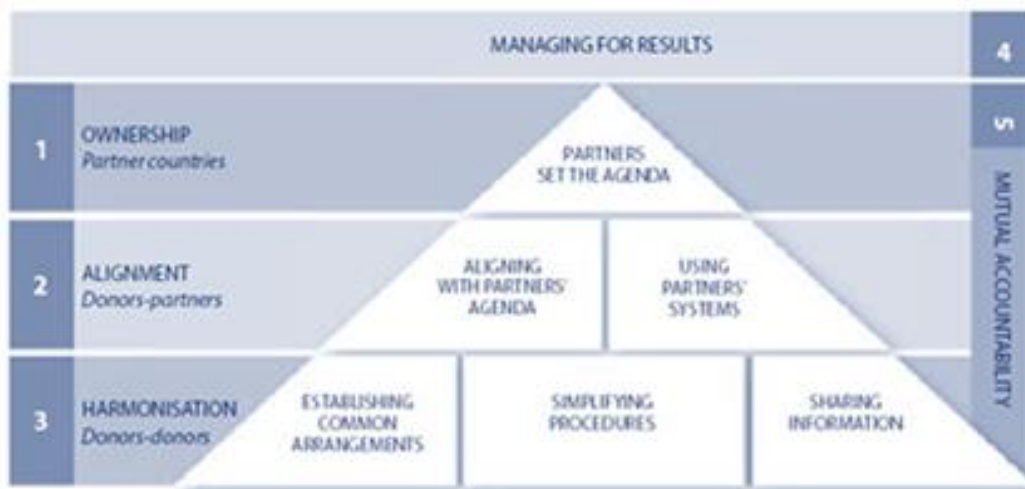 MANAGING FOR RESULTS
4
1
OWNERSHIP
Partner countries
PARTNERS
SET THE AGENDA
5
MUTUAL ACCOUNTABILITY
2
ALIGNMENT
Donors-partners
ALIGNING
WITH PARTNERS'
AGENDA
USING
PARTNERS'
SYSTEMS
3
HARMONISATION
Donors-donors
ESTABLISHING
COMMON
ARRANGEMENTS
SIMPLIFYING
PROCEDURES
SHARING
INFORMATION